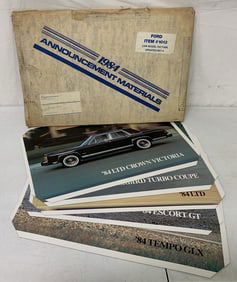 FORD
ITEM #1012
1984
ANNOUNCEMENT MATERIALS
'84 LTD CROWN VICTORIA
BIRD TURBO COUPE
'84 LTD
'84 ESCORT GT
'84 TEMPO GLX